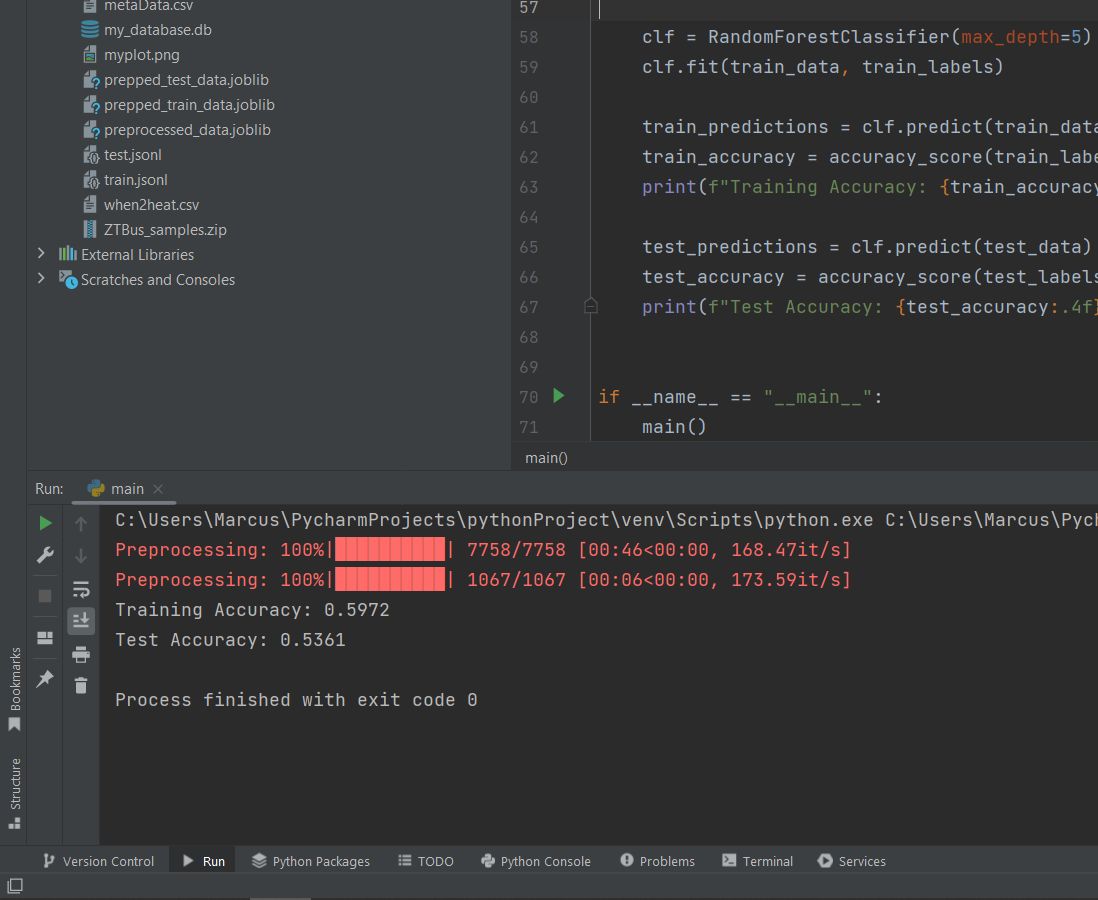 metaData.csv
my_database.db
myplot.png
prepped_test_data.joblib
prepped_train_data.joblib
preprocessed_data.joblib
test.jsonl
train.jsonl
when2heat.csv
ZTBus_samples.zip
External Libraries
Scratches and Consoles
57
58 clf = RandomForestClassifier(max_depth=5)
59 clf.fit(train_data, train_labels)
60
61 train_predictions = clf.predict(train_data
62 train_accuracy = accuracy_score(train_labe
63 print(f"Training Accuracy: {train_accuracy
64
65 test_predictions = clf.predict(test_data)
66 test_accuracy = accuracy_score(test_labels
67 print(f"Test Accuracy: {test_accuracy:.4f}
68
69
70 if __name__ == "__main__":
71 main()
main()
Run: main
C:\Users\Marcus\PycharmProjects\pythonProject\venv\Scripts\python.exe C:\Users\Marcus\Pych
Preprocessing: 100%|██████████| 7758/7758 [00:46<00:00, 168.47it/s]
Preprocessing: 100%|██████████| 1067/1067 [00:06<00:00, 173.59it/s]
Training Accuracy: 0.5972
Test Accuracy: 0.5361
Process finished with exit code 0
Bookmarks
Structure
Version Control Run Python Packages TODO Python Console Problems Terminal Services